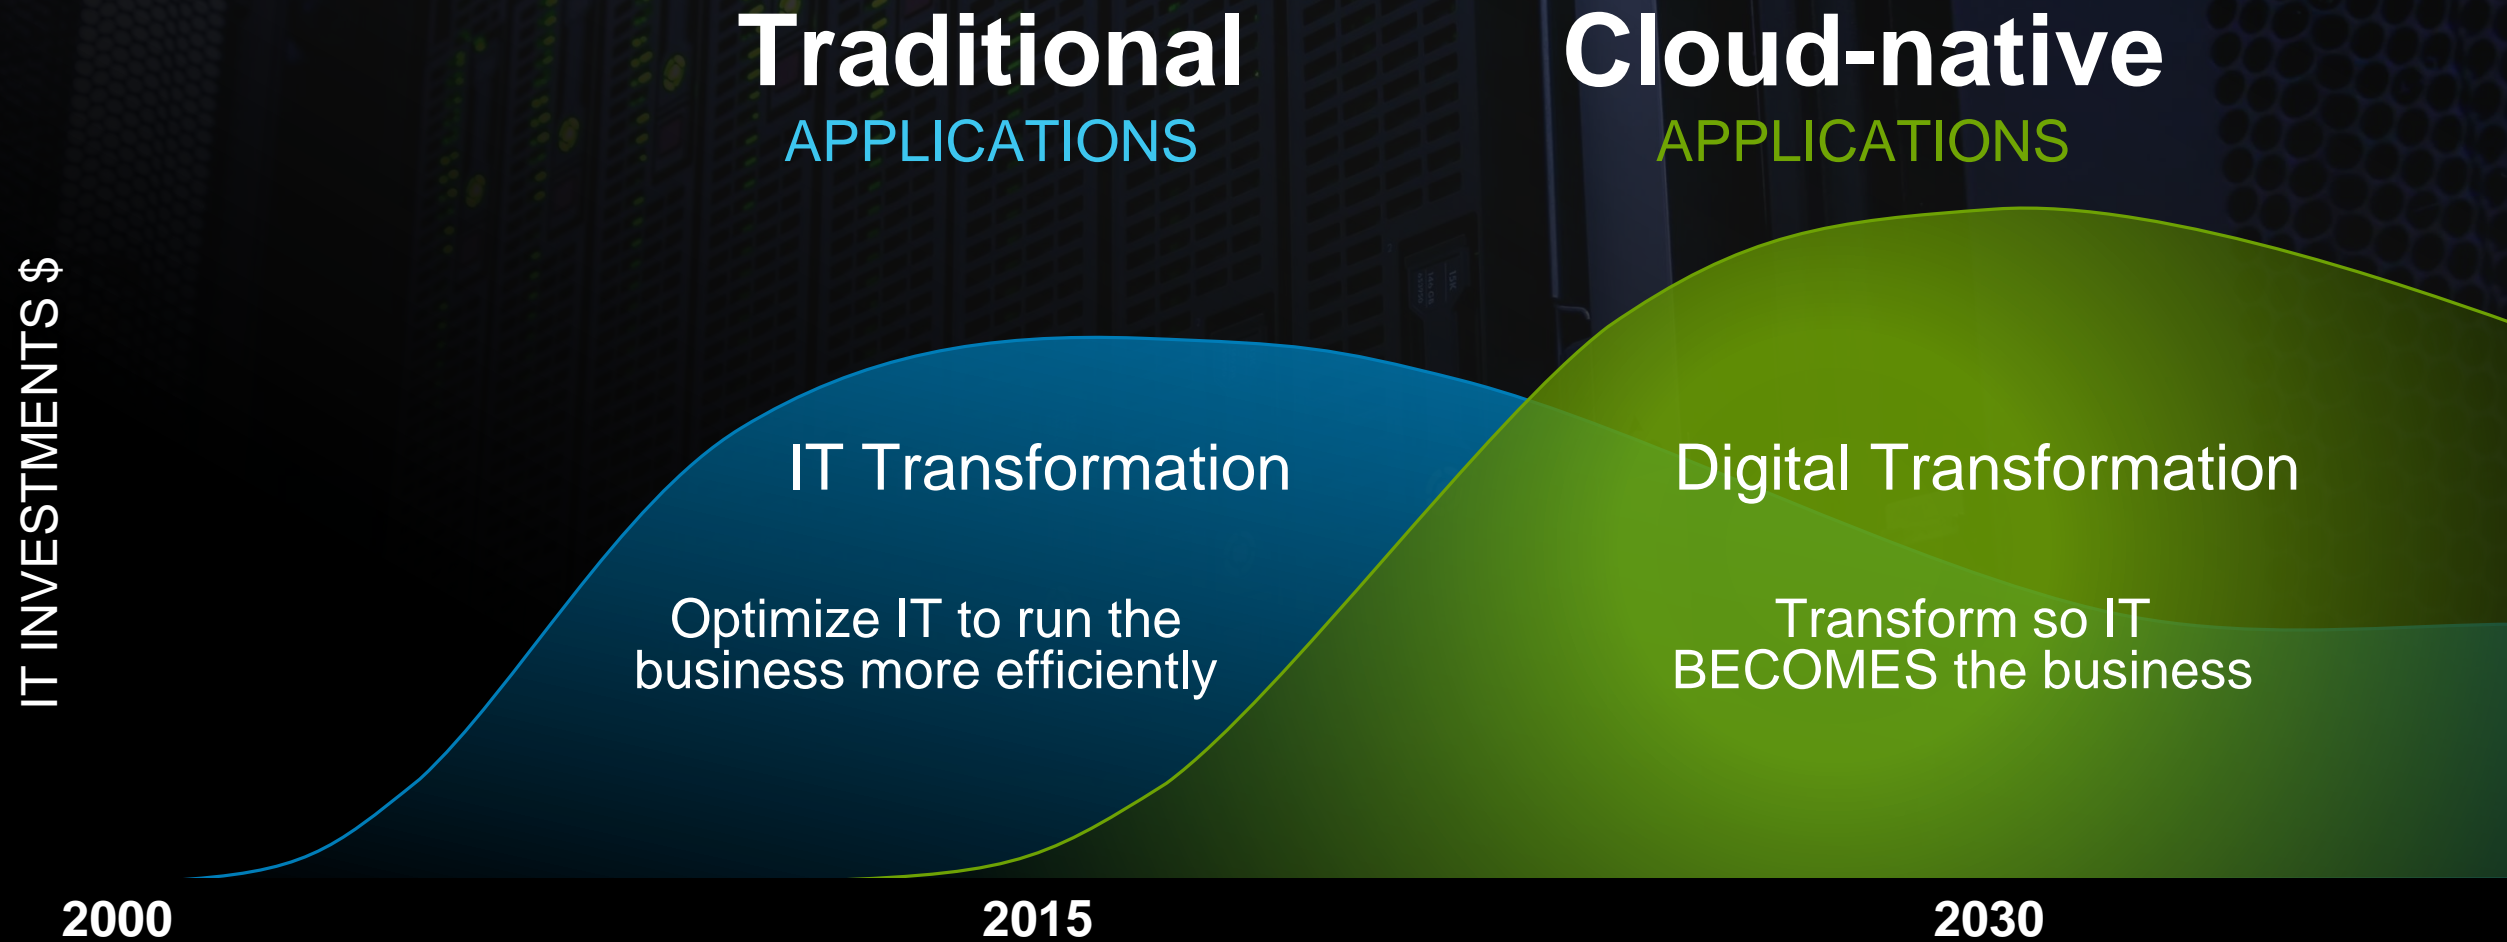 Traditional
APPLICATIONS
Cloud-native
APPLICATIONS
IT INVESTMENTS $
IT Transformation
Optimize IT to run the
business more efficiently
Digital Transformation
Transform so IT
BECOMES the business
2000
2015
2030